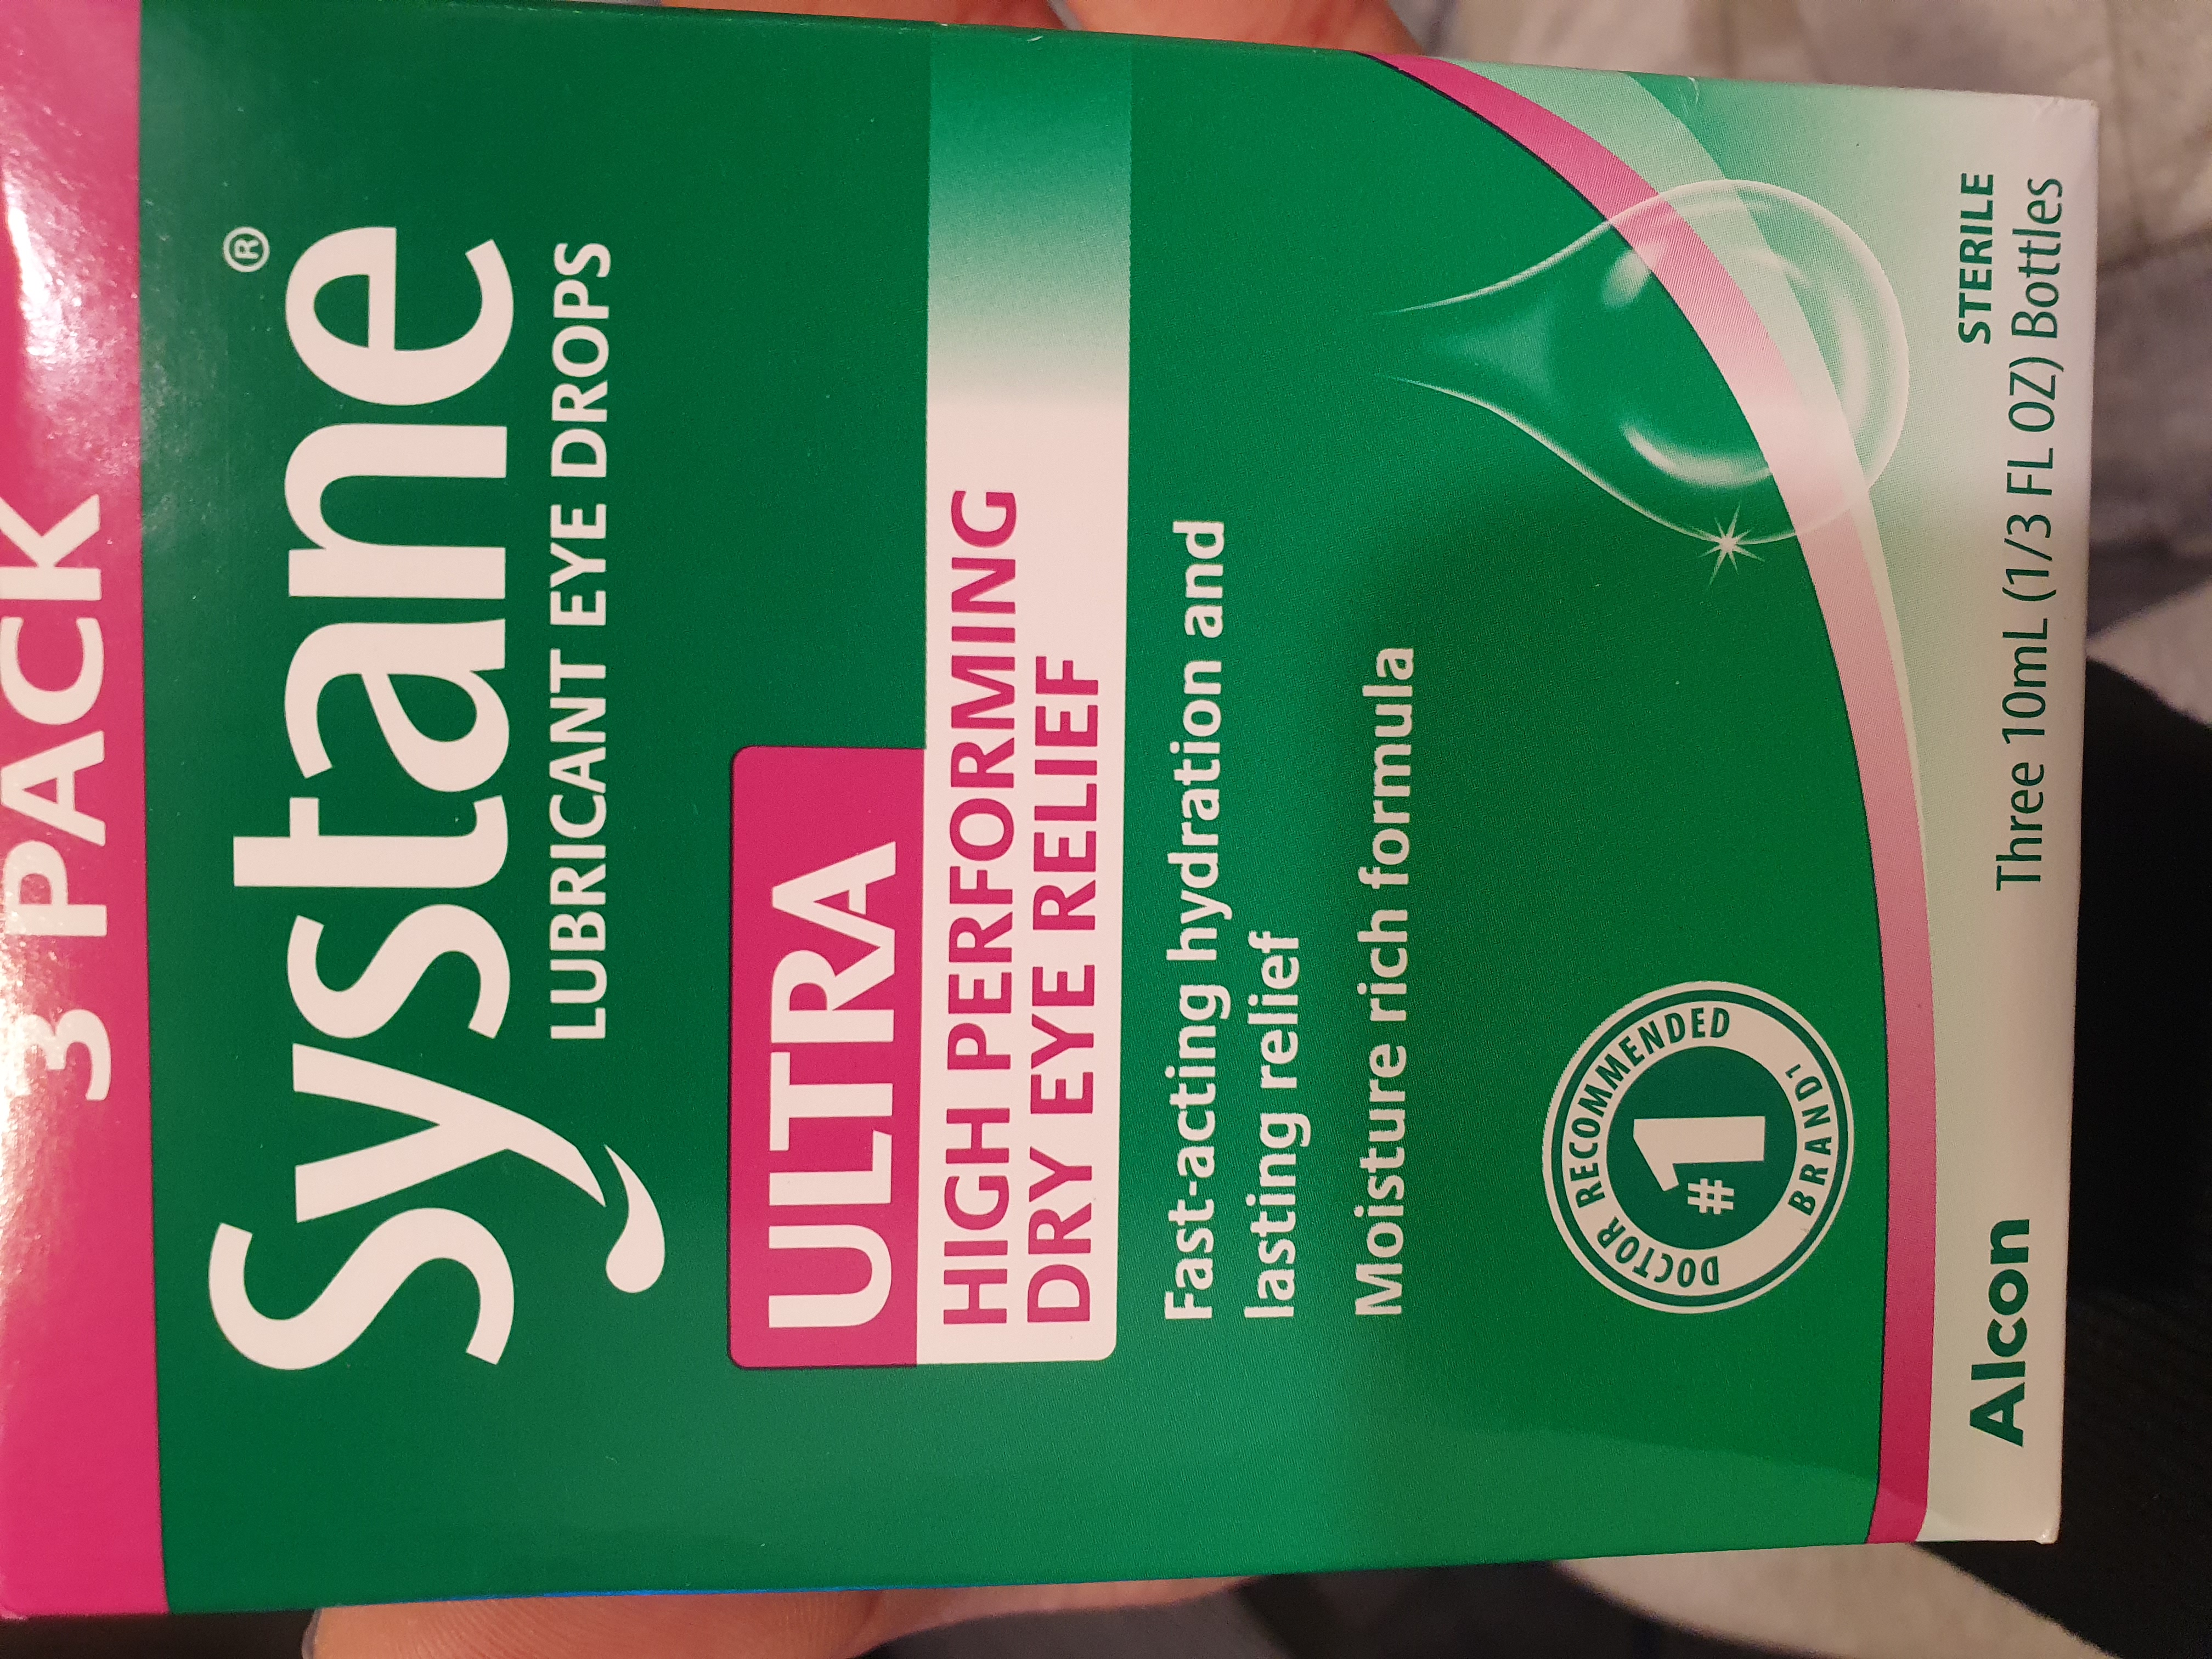 3 PACK
Systane®
LUBRICANT EYE DROPS
ULTRA
HIGH PERFORMING
DRY EYE RELIEF
Fast-acting hydration and
lasting relief
Moisture rich formula
DOCTOR RECOMMENDED
#1
BRAND¹
STERILE
Alcon
Three 10mL (1/3 FL OZ) Bottles